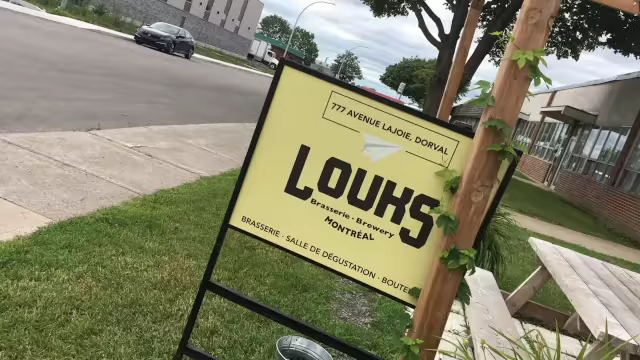 777 AVENUE LAJOIE, DORVAL
LOUKS
Brasserie · Brewery
MONTRÉAL
BRASSERIE · SALLE DE DÉGUSTATION · BOUTE